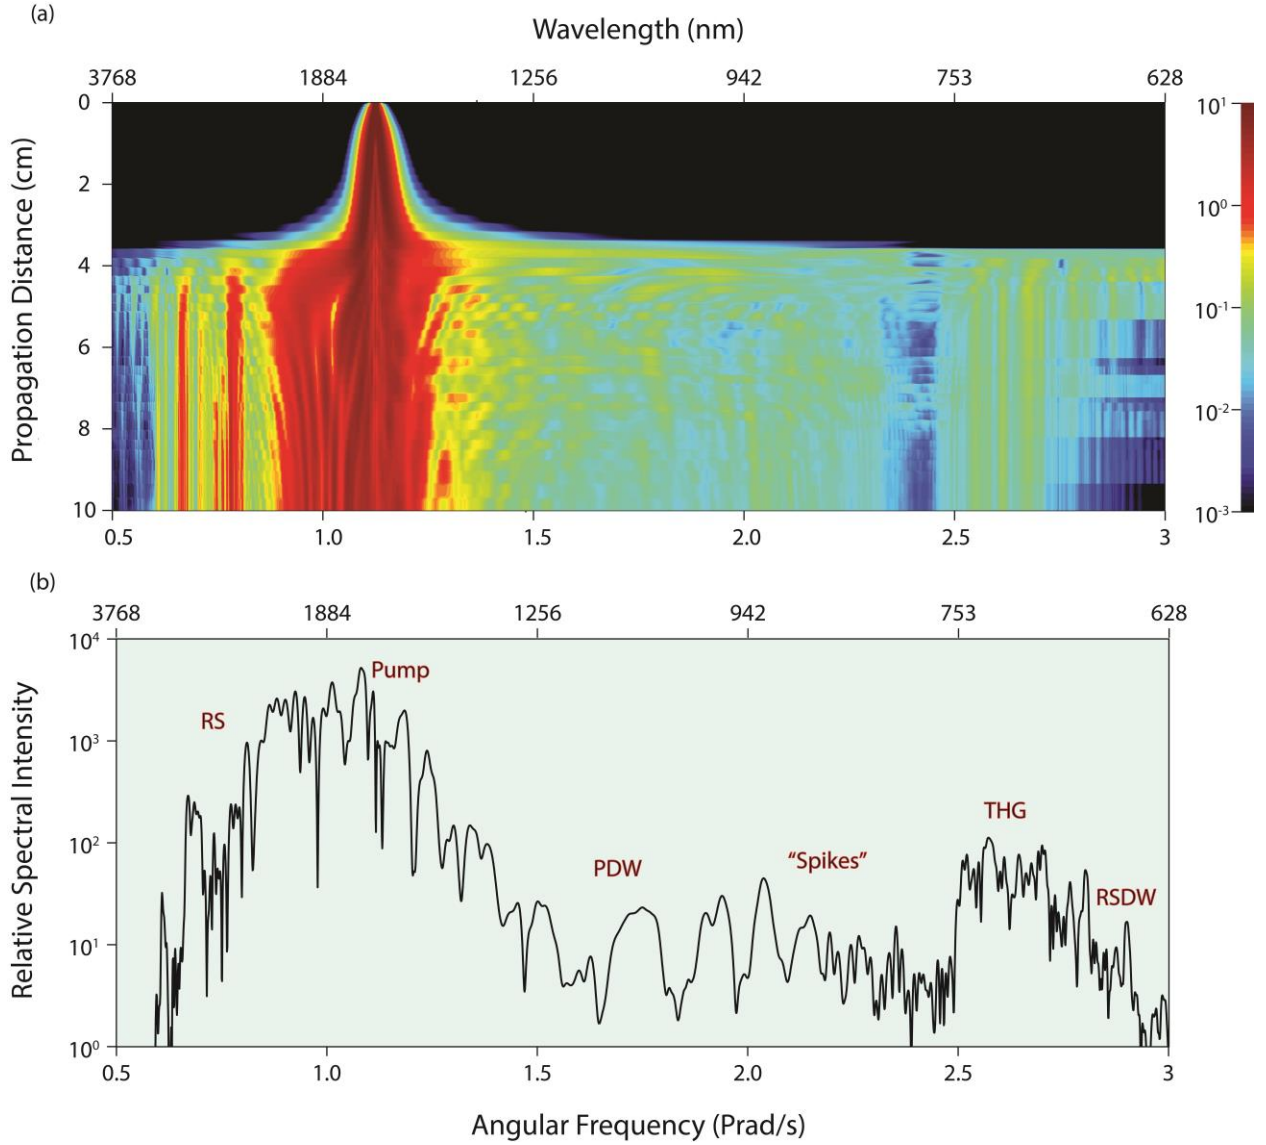 (a)
Wavelength (nm)
3768 1884 1256 942 753 628
Propagation Distance (cm)
0
2
4
6
8
10
10¹
10⁰
10⁻¹
10⁻²
10⁻³
0.5 1.0 1.5 2.0 2.5 3
(b)
3768 1884 1256 942 753 628
Relative Spectral Intensity
10⁴
10³
10²
10¹
10⁰
RS
Pump
PDW
“Spikes”
THG
RSDW
0.5 1.0 1.5 2.0 2.5 3
Angular Frequency (Prad/s)